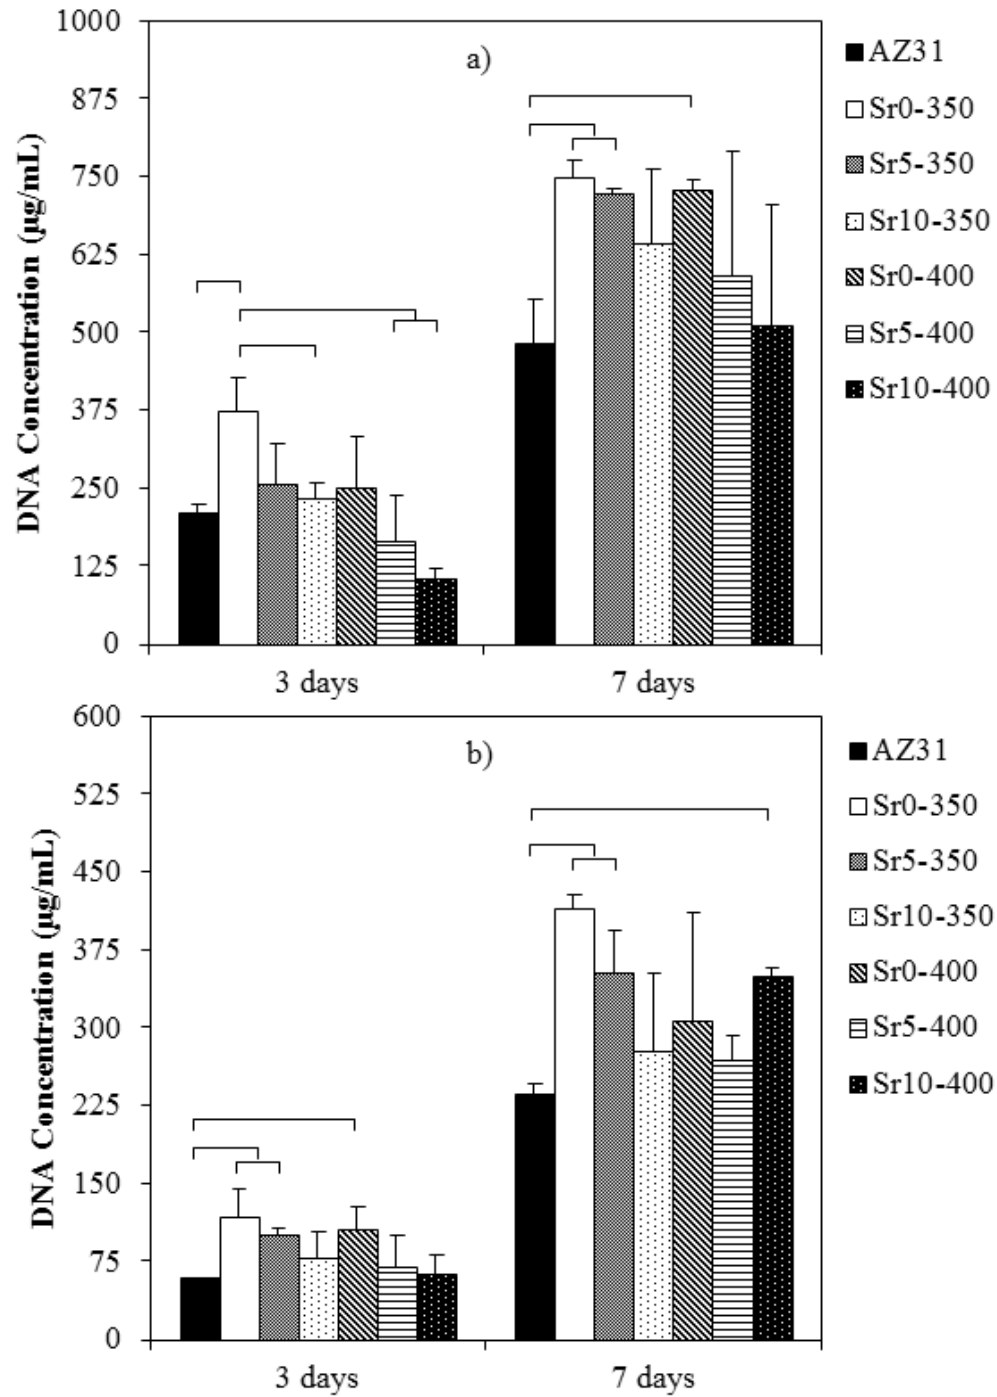 a)
DNA Concentration (µg/mL)
1000
875
750
625
500
375
250
125
0
3 days
7 days
AZ31
Sr0-350
Sr5-350
Sr10-350
Sr0-400
Sr5-400
Sr10-400
b)
DNA Concentration (µg/mL)
600
525
450
375
300
225
150
75
0
3 days
7 days
AZ31
Sr0-350
Sr5-350
Sr10-350
Sr0-400
Sr5-400
Sr10-400